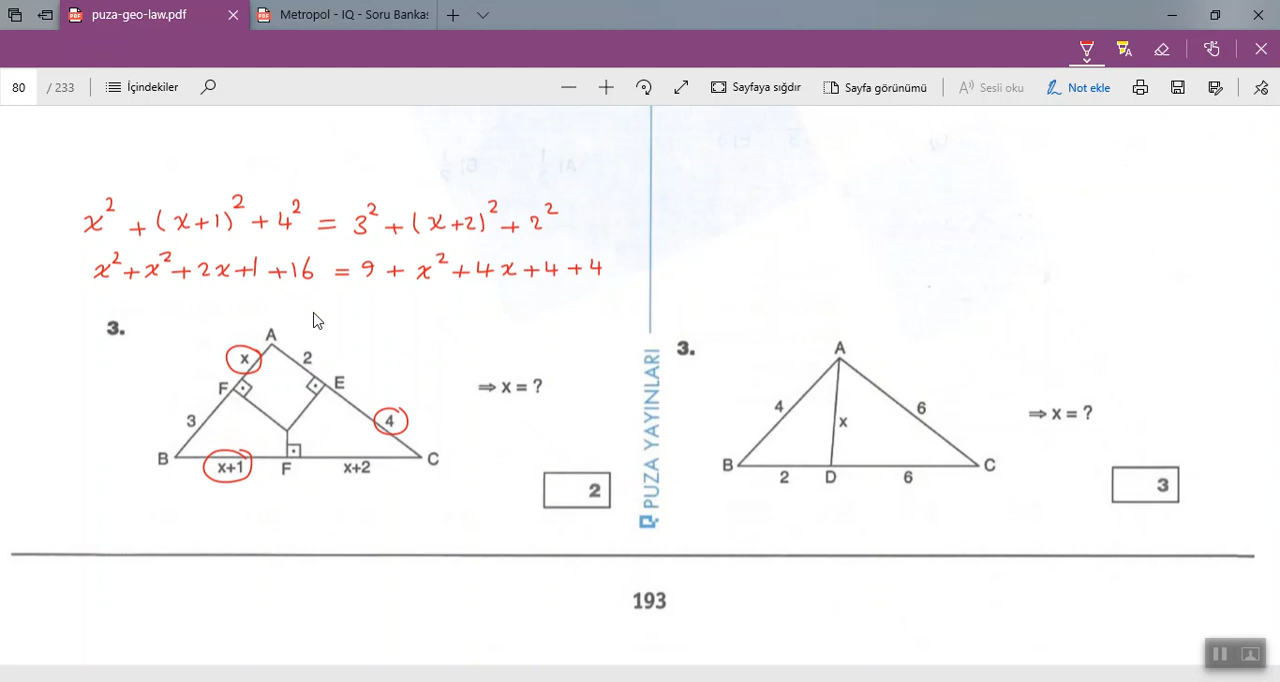 puza-geo-law.pdf
Metropol - IQ - Soru Bankas
80 / 233
İçindekiler
Sayfaya sığdır
Sayfa görünümü
Sesli oku
Not ekle
x² + (x+1)² + 4² = 3² + (x+2)² + 2²
x² + x² + 2x + 1 + 16 = 9 + x² + 4x + 4 + 4
3.
A
x
2
F
E
3
4
B
x+1
F
x+2
C
⇒ x = ?
2
PUZA YAYINLARI
3.
A
4
6
x
B
2
D
6
C
⇒ x = ?
3
193